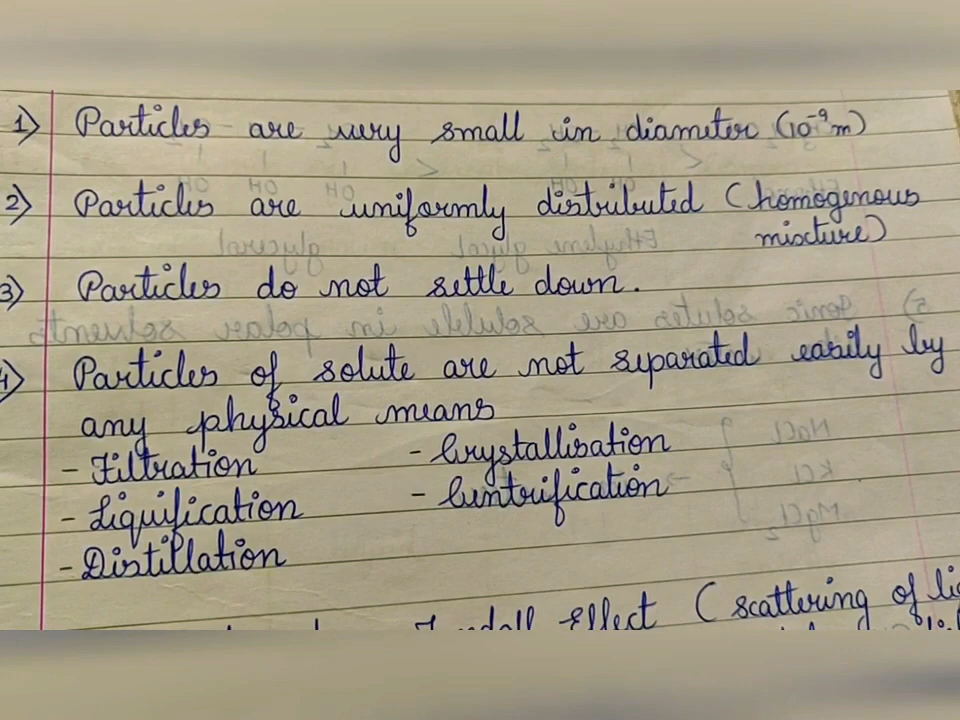 1) Particles are very small in diameter (10⁻⁹m)
2) Particles are uniformly distributed (homogenous
mixture)
3) Particles do not settle down.
4) Particles of solute are not separated easily by
any physical means
- Filtration - Crystallisation
- Liquification - Centrification
- Distillation
Tyndall Effect (scattering of